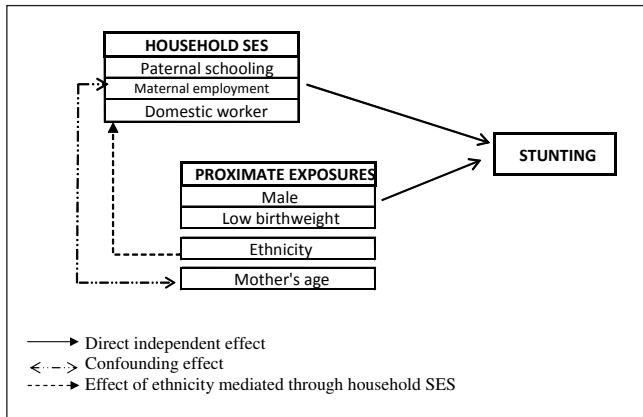 HOUSEHOLD SES
Paternal schooling
Maternal employment
Domestic worker
STUNTING
PROXIMATE EXPOSURES
Male
Low birthweight
Ethnicity
Mother's age
Direct independent effect
Confounding effect
Effect of ethnicity mediated through household SES